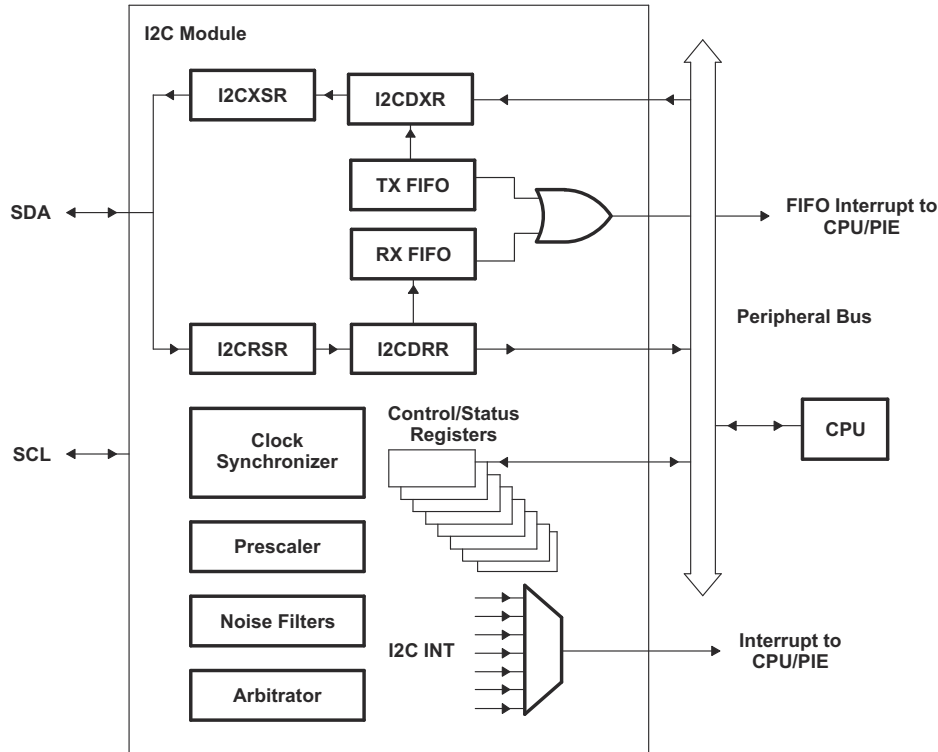 I2C Module
I2CXSR
I2CDXR
TX FIFO
SDA
FIFO Interrupt to
CPU/PIE
RX FIFO
Peripheral Bus
I2CRSR
I2CDRR
Control/Status
Registers
Clock
Synchronizer
SCL
CPU
Prescaler
Noise Filters
I2C INT
Interrupt to
CPU/PIE
Arbitrator